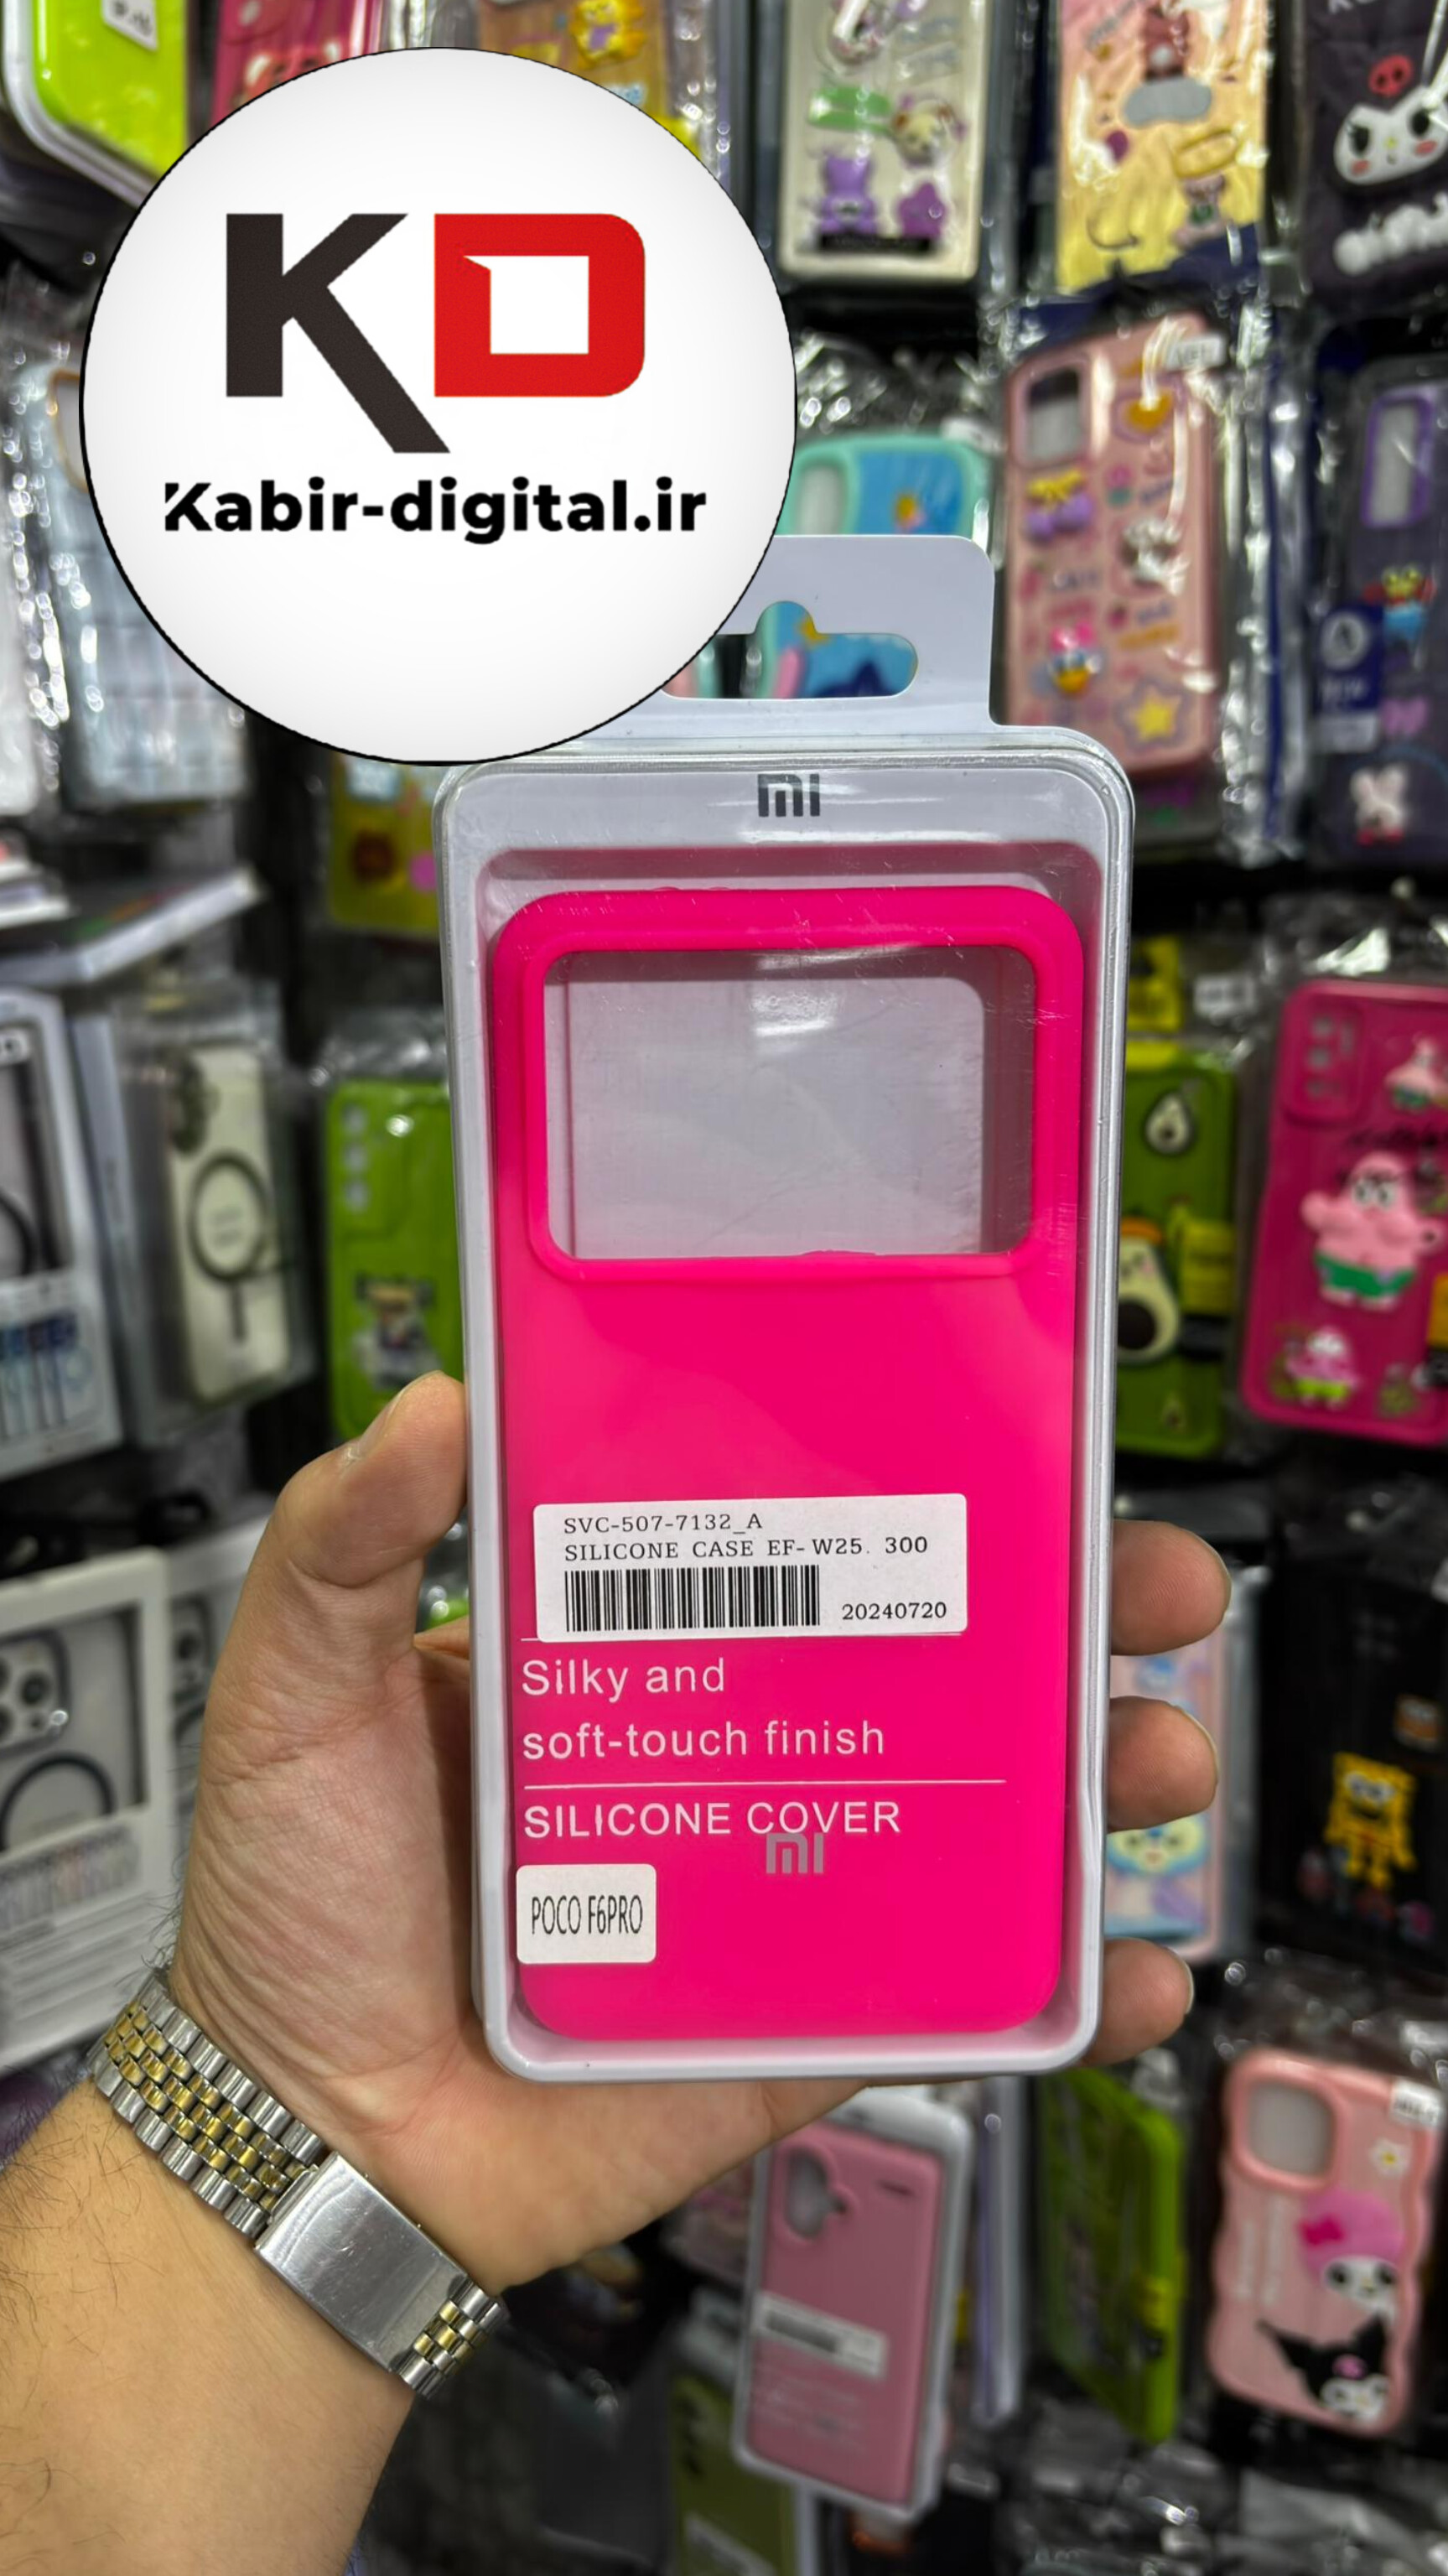 KD
Kabir-digital.ir
mi
SVC-507-7132_A
SILICONE CASE EF-W25. 300
20240720
Silky and
soft-touch finish
SILICONE COVER
mi
POCO F6PRO